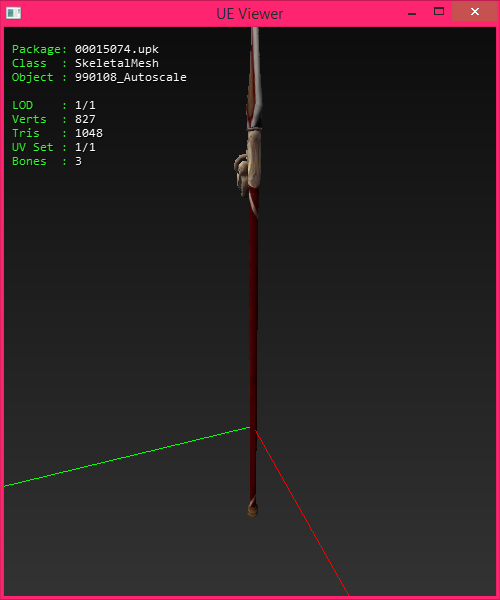 UE Viewer
Package: 00015074.upk
Class  : SkeletalMesh
Object : 990108_Autoscale
LOD    : 1/1
Verts  : 827
Tris   : 1048
UV Set : 1/1
Bones  : 3